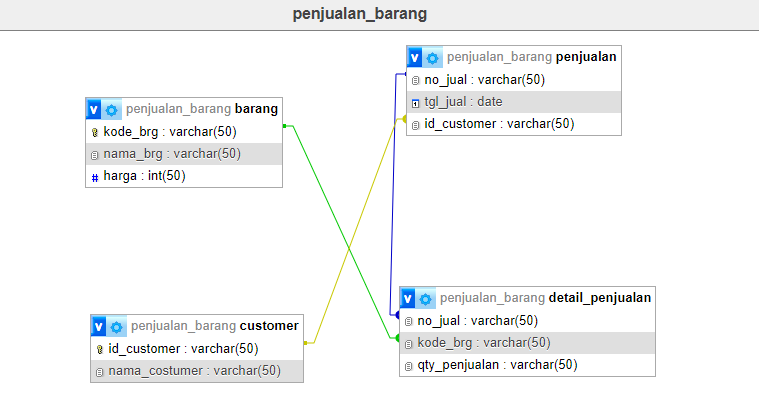 penjualan_barang
v penjualan_barang penjualan
no_jual : varchar(50)
tgl_jual : date
id_customer : varchar(50)
v penjualan_barang barang
kode_brg : varchar(50)
nama_brg : varchar(50)
# harga : int(50)
v penjualan_barang detail_penjualan
no_jual : varchar(50)
kode_brg : varchar(50)
qty_penjualan : varchar(50)
v penjualan_barang customer
id_customer : varchar(50)
nama_costumer : varchar(50)